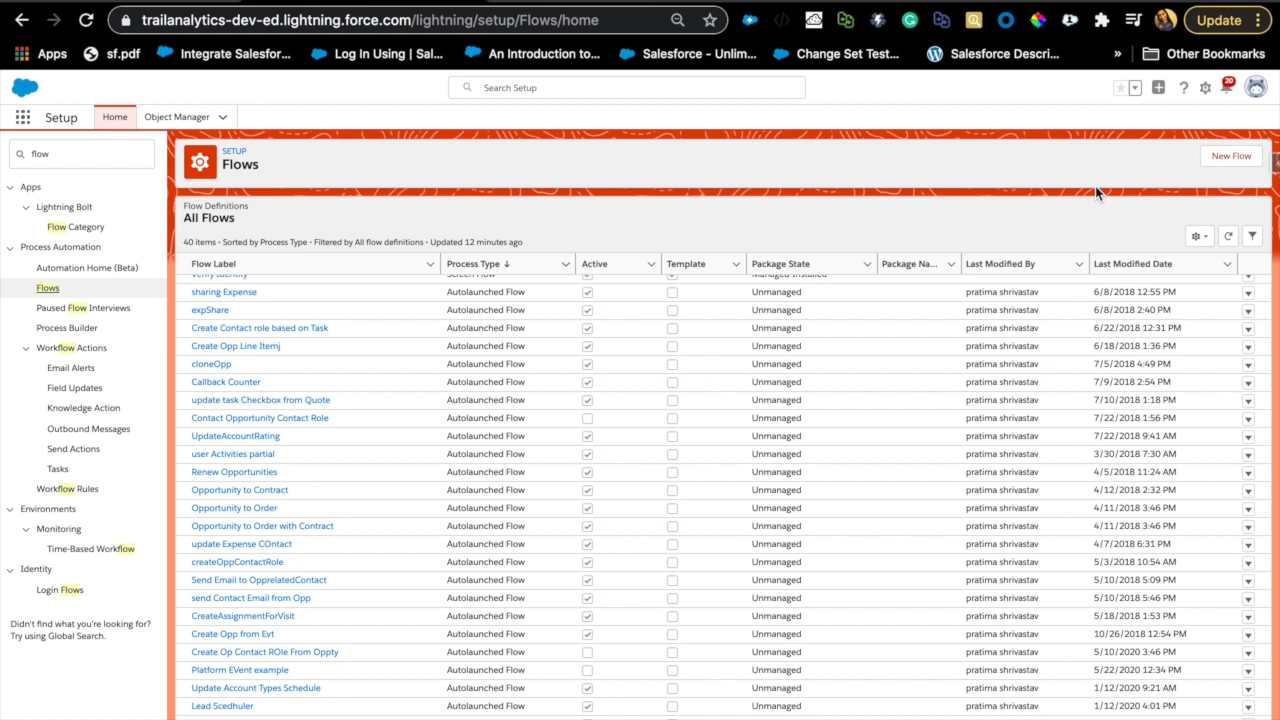 trailanalytics-dev-ed.lightning.force.com/lightning/setup/Flows/home
Update
Apps
sf.pdf
Integrate Salesfor...
Log In Using | Sal...
An Introduction to...
Salesforce – Unlim...
Change Set Test...
Salesforce Descri...
»
Other Bookmarks
Search Setup
20
Setup
Home
Object Manager
flow
Apps
Lightning Bolt
Flow Category
Process Automation
Automation Home (Beta)
Flows
Paused Flow Interviews
Process Builder
Workflow Actions
Email Alerts
Field Updates
Knowledge Action
Outbound Messages
Send Actions
Tasks
Workflow Rules
Environments
Monitoring
Time-Based Workflow
Identity
Login Flows
Didn't find what you're looking for?
Try using Global Search.
SETUP
Flows
New Flow
Flow Definitions
All Flows
40 items • Sorted by Process Type • Filtered by All flow definitions • Updated 12 minutes ago
Flow Label Process Type ↓ Active Template Package State Package Na... Last Modified By Last Modified Date
Verify Identity Screen Flow Managed Installed
sharing Expense Autolaunched Flow Unmanaged pratima shrivastav 6/8/2018 12:55 PM
expShare Autolaunched Flow Unmanaged pratima shrivastav 6/8/2018 2:40 PM
Create Contact role based on Task Autolaunched Flow Unmanaged pratima shrivastav 6/22/2018 12:31 PM
Create Opp Line Itemj Autolaunched Flow Unmanaged pratima shrivastav 6/18/2018 1:36 PM
cloneOpp Autolaunched Flow Unmanaged pratima shrivastav 7/5/2018 4:49 PM
Callback Counter Autolaunched Flow Unmanaged pratima shrivastav 7/9/2018 2:54 PM
update task Checkbox from Quote Autolaunched Flow Unmanaged pratima shrivastav 7/10/2018 1:18 PM
Contact Opportunity Contact Role Autolaunched Flow Unmanaged pratima shrivastav 7/22/2018 1:56 PM
UpdateAccountRating Autolaunched Flow Unmanaged pratima shrivastav 7/22/2018 9:41 AM
user Activities partial Autolaunched Flow Unmanaged pratima shrivastav 3/30/2018 7:30 AM
Renew Opportunities Autolaunched Flow Unmanaged pratima shrivastav 4/5/2018 11:24 AM
Opportunity to Contract Autolaunched Flow Unmanaged pratima shrivastav 4/12/2018 2:32 PM
Opportunity to Order Autolaunched Flow Unmanaged pratima shrivastav 4/11/2018 3:46 PM
Opportunity to Order with Contract Autolaunched Flow Unmanaged pratima shrivastav 4/11/2018 3:46 PM
update Expense COntact Autolaunched Flow Unmanaged pratima shrivastav 4/7/2018 6:31 PM
createOppContactRole Autolaunched Flow Unmanaged pratima shrivastav 5/3/2018 10:54 AM
Send Email to OpprelatedContact Autolaunched Flow Unmanaged pratima shrivastav 5/10/2018 5:09 PM
send Contact Email from Opp Autolaunched Flow Unmanaged pratima shrivastav 5/10/2018 5:46 PM
CreateAssignmentForVisit Autolaunched Flow Unmanaged pratima shrivastav 5/18/2018 1:53 PM
Create Opp from Evt Autolaunched Flow Unmanaged pratima shrivastav 10/26/2018 12:54 PM
Create Op Contact ROle From Oppty Autolaunched Flow Unmanaged pratima shrivastav 5/10/2020 3:46 PM
Platform EVent example Autolaunched Flow Unmanaged pratima shrivastav 5/22/2020 12:34 PM
Update Account Types Schedule Autolaunched Flow Unmanaged pratima shrivastav 1/12/2020 9:21 AM
Lead Scedhuler Autolaunched Flow Unmanaged pratima shrivastav 1/12/2020 4:01 PM